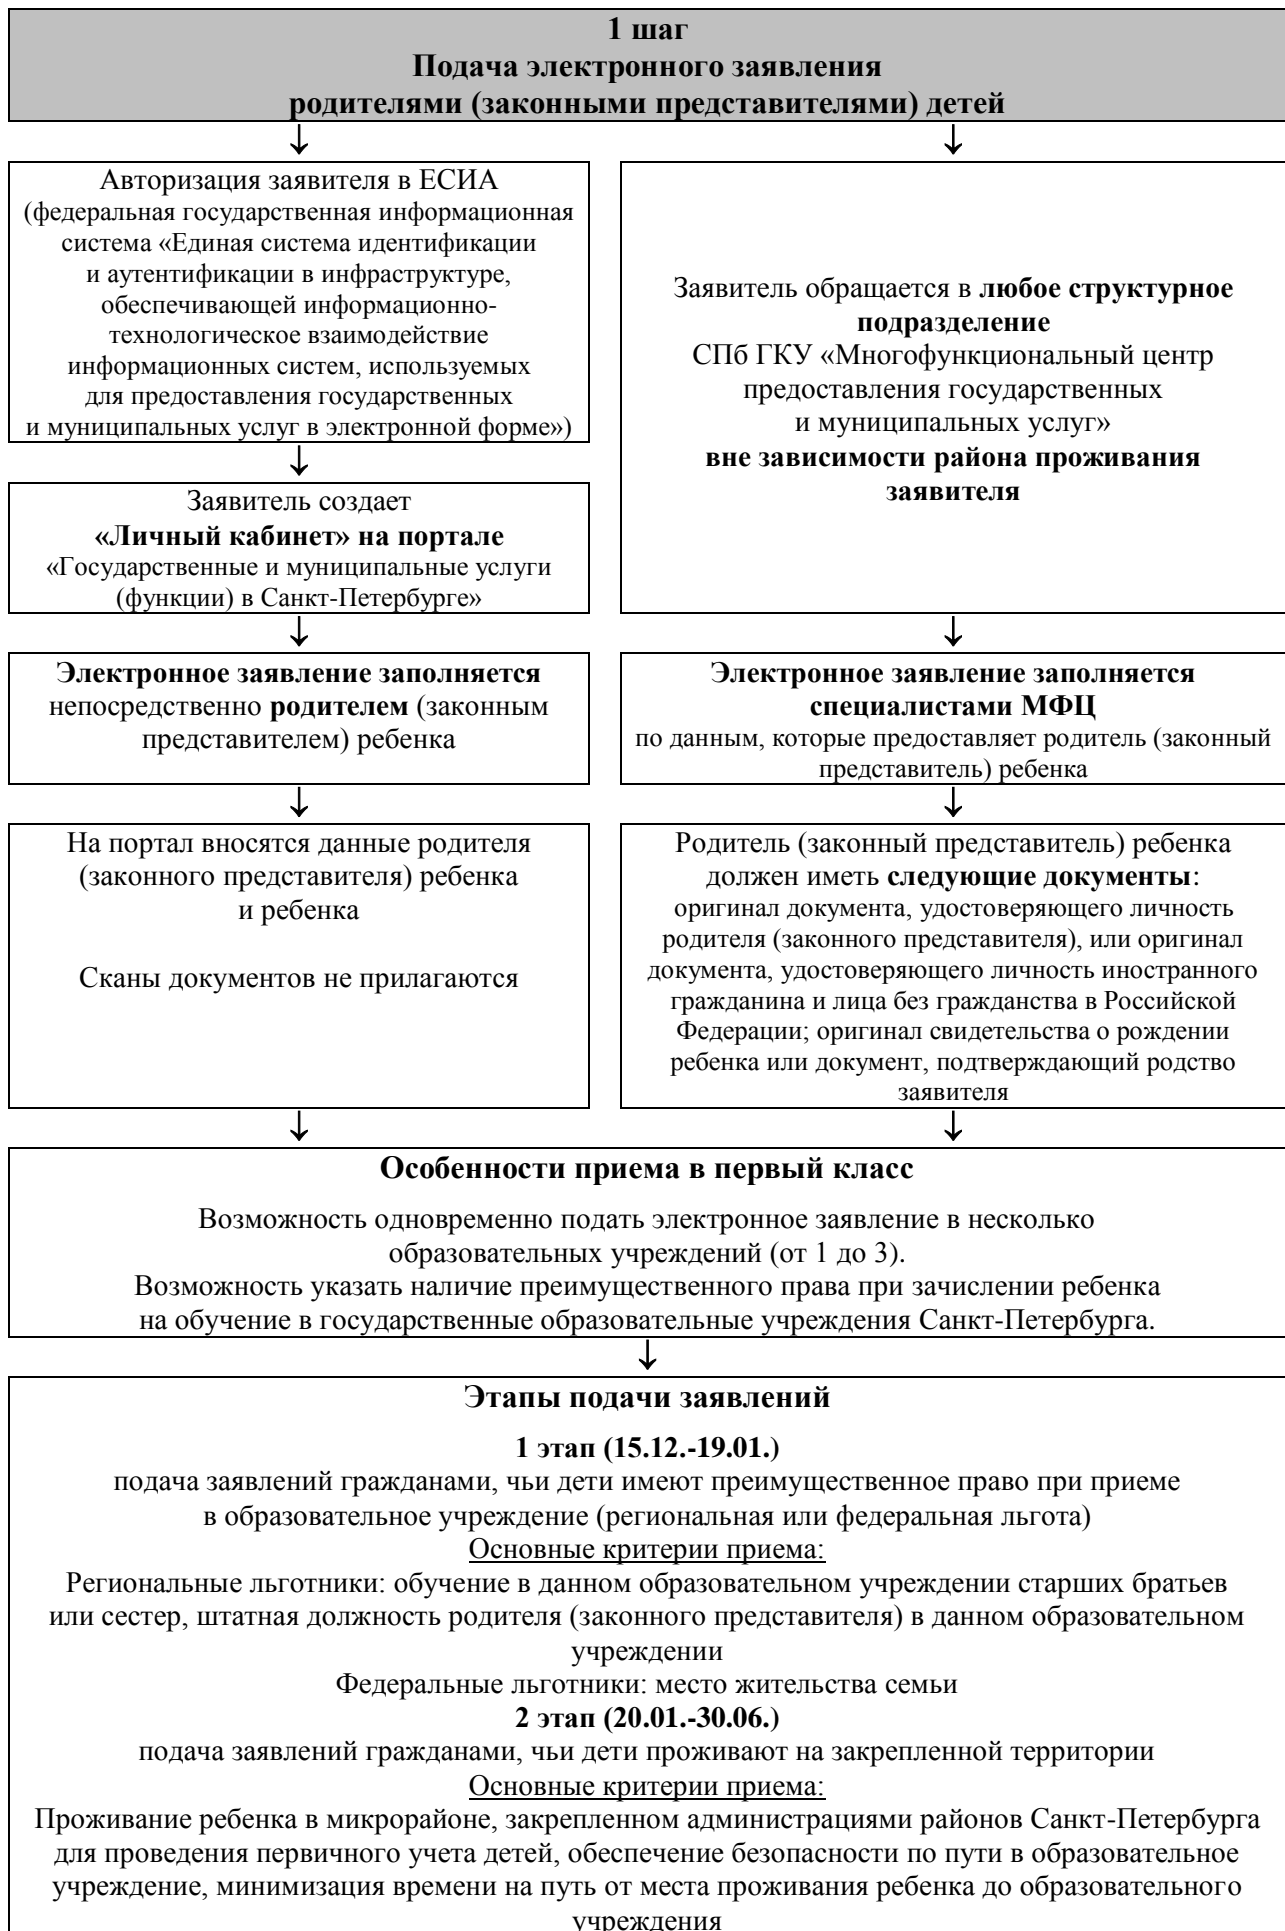 1 шаг
Подача электронного заявления
родителями (законными представителями) детей
Авторизация заявителя в ЕСИА
(федеральная государственная информационная
система «Единая система идентификации
и аутентификации в инфраструктуре,
обеспечивающей информационно-
технологическое взаимодействие
информационных систем, используемых
для предоставления государственных
и муниципальных услуг в электронной форме»)
Заявитель создает
«Личный кабинет» на портале
«Государственные и муниципальные услуги
(функции) в Санкт-Петербурге»
Электронное заявление заполняется
непосредственно родителем (законным
представителем) ребенка
На портал вносятся данные родителя
(законного представителя) ребенка
и ребенка
Сканы документов не прилагаются
Заявитель обращается в любое структурное
подразделение
СПб ГКУ «Многофункциональный центр
предоставления государственных
и муниципальных услуг»
вне зависимости района проживания
заявителя
Электронное заявление заполняется
специалистами МФЦ
по данным, которые предоставляет родитель (законный
представитель) ребенка
Родитель (законный представитель) ребенка
должен иметь следующие документы:
оригинал документа, удостоверяющего личность
родителя (законного представителя), или оригинал
документа, удостоверяющего личность иностранного
гражданина и лица без гражданства в Российской
Федерации; оригинал свидетельства о рождении
ребенка или документ, подтверждающий родство
заявителя
Особенности приема в первый класс
Возможность одновременно подать электронное заявление в несколько
образовательных учреждений (от 1 до 3).
Возможность указать наличие преимущественного права при зачислении ребенка
на обучение в государственные образовательные учреждения Санкт-Петербурга.
Этапы подачи заявлений
1 этап (15.12.-19.01.)
подача заявлений гражданами, чьи дети имеют преимущественное право при приеме
в образовательное учреждение (региональная или федеральная льгота)
Основные критерии приема:
Региональные льготники: обучение в данном образовательном учреждении старших братьев
или сестер, штатная должность родителя (законного представителя) в данном образовательном
учреждении
Федеральные льготники: место жительства семьи
2 этап (20.01.-30.06.)
подача заявлений гражданами, чьи дети проживают на закрепленной территории
Основные критерии приема:
Проживание ребенка в микрорайоне, закрепленном администрациями районов Санкт-Петербурга
для проведения первичного учета детей, обеспечение безопасности по пути в образовательное
учреждение, минимизация времени на путь от места проживания ребенка до образовательного
учреждения